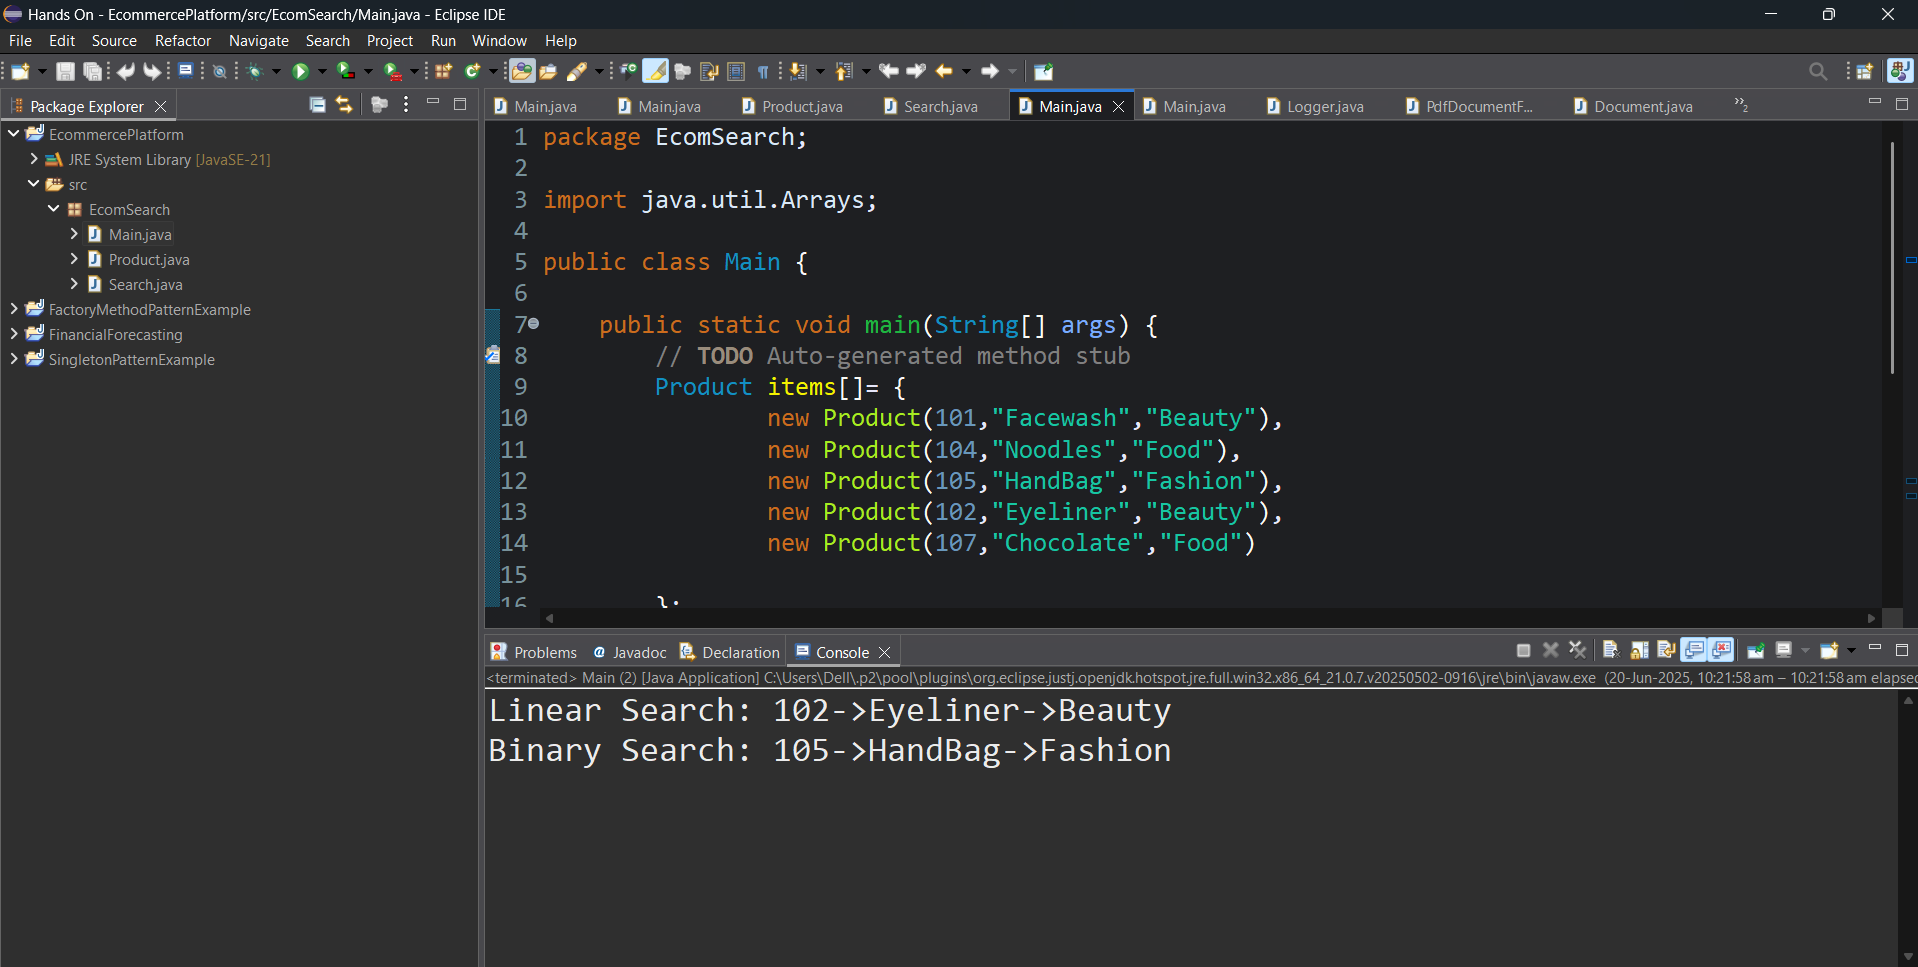 Hands On - EcommercePlatform/src/EcomSearch/Main.java - Eclipse IDE
File Edit Source Refactor Navigate Search Project Run Window Help
Package Explorer
EcommercePlatform
JRE System Library [JavaSE-21]
src
EcomSearch
Main.java
Product.java
Search.java
FactoryMethodPatternExample
FinancialForecasting
SingletonPatternExample
Main.java Main.java Product.java Search.java Main.java Main.java Logger.java PdfDocumentF... Document.java »2
1 package EcomSearch;
2
3 import java.util.Arrays;
4
5 public class Main {
6
7 public static void main(String[] args) {
8 // TODO Auto-generated method stub
9 Product items[]= {
10 new Product(101,"Facewash","Beauty"),
11 new Product(104,"Noodles","Food"),
12 new Product(105,"HandBag","Fashion"),
13 new Product(102,"Eyeliner","Beauty"),
14 new Product(107,"Chocolate","Food")
15
16 };
Problems Javadoc Declaration Console
<terminated> Main (2) [Java Application] C:\Users\Dell\.p2\pool\plugins\org.eclipse.justj.openjdk.hotspot.jre.full.win32.x86_64_21.0.7.v20250502-0916\jre\bin\javaw.exe (20-Jun-2025, 10:21:58 am – 10:21:58 am elapsed
Linear Search: 102->Eyeliner->Beauty
Binary Search: 105->HandBag->Fashion